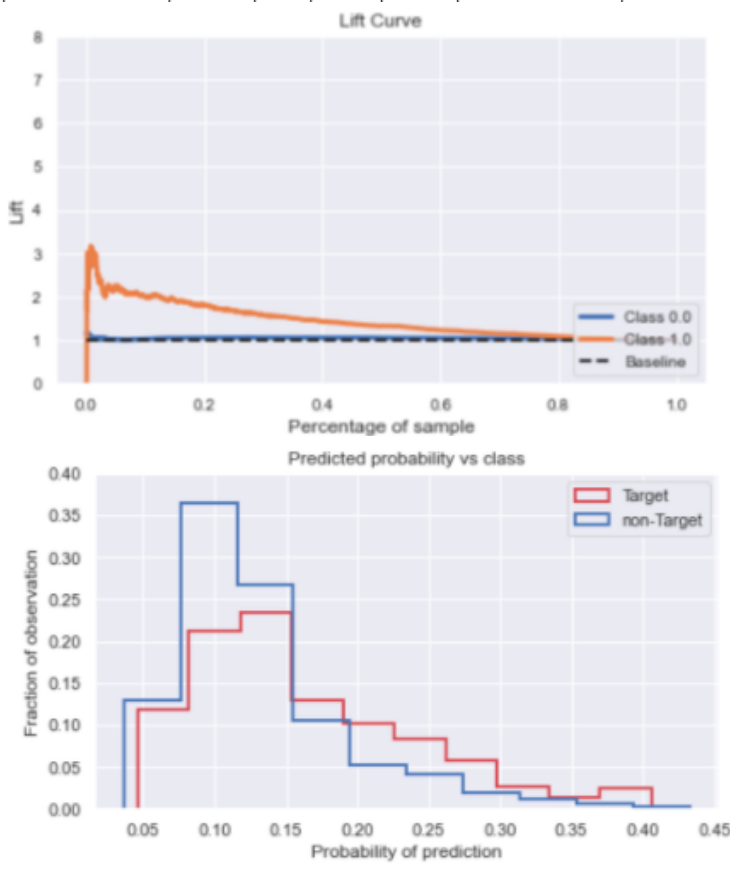 Lift Curve
8
7
6
5
4
3
2
1
0
Lift
Class 0.0
Class 1.0
Baseline
0.0 0.2 0.4 0.6 0.8 1.0
Percentage of sample
Predicted probability vs class
0.40
0.35
0.30
0.25
0.20
0.15
0.10
0.05
0.00
Fraction of observation
Target
non-Target
0.05 0.10 0.15 0.20 0.25 0.30 0.35 0.40 0.45
Probability of prediction